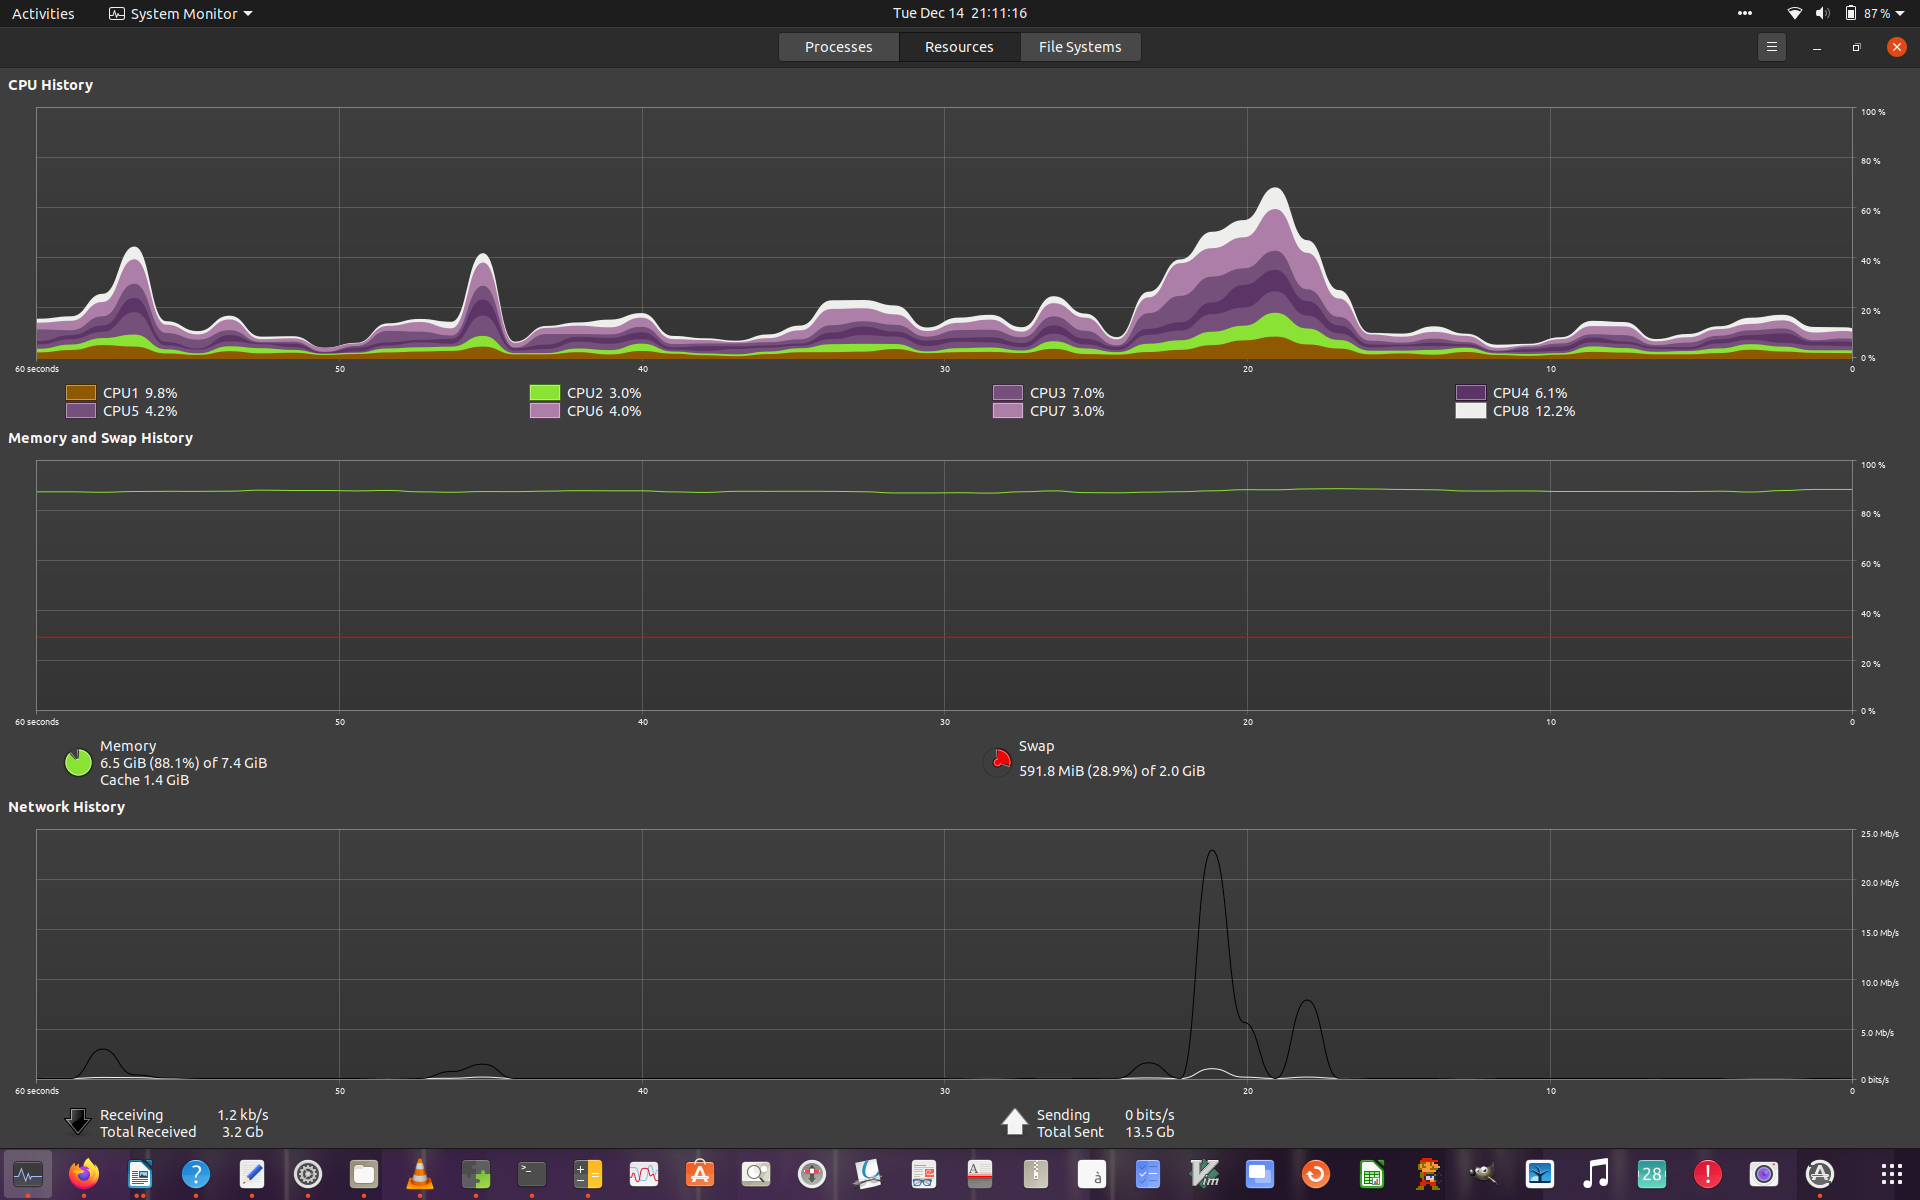 Activities System Monitor Tue Dec 14 21:11:16 87 %
Processes Resources File Systems
CPU History
100 %
80 %
60 %
40 %
20 %
0 %
60 seconds 50 40 30 20 10 0
CPU1 9.8% CPU2 3.0% CPU3 7.0% CPU4 6.1%
CPU5 4.2% CPU6 4.0% CPU7 3.0% CPU8 12.2%
Memory and Swap History
100 %
80 %
60 %
40 %
20 %
0 %
60 seconds 50 40 30 20 10 0
Memory
6.5 GiB (88.1%) of 7.4 GiB
Cache 1.4 GiB
Swap
591.8 MiB (28.9%) of 2.0 GiB
Network History
25.0 Mb/s
20.0 Mb/s
15.0 Mb/s
10.0 Mb/s
5.0 Mb/s
0 bits/s
60 seconds 50 40 30 20 10 0
Receiving 1.2 kb/s
Total Received 3.2 Gb
Sending 0 bits/s
Total Sent 13.5 Gb
28